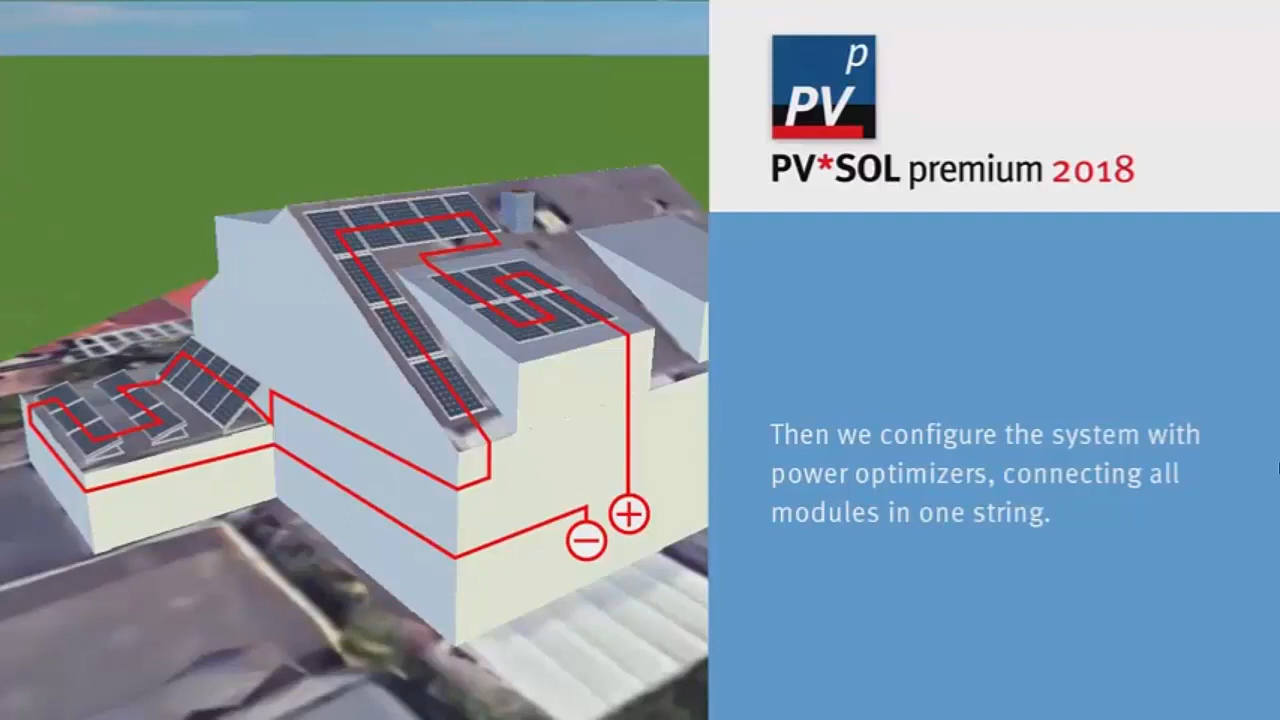 p
PV
PV*SOL premium 2018
Then we configure the system with
power optimizers, connecting all
modules in one string.
+
−